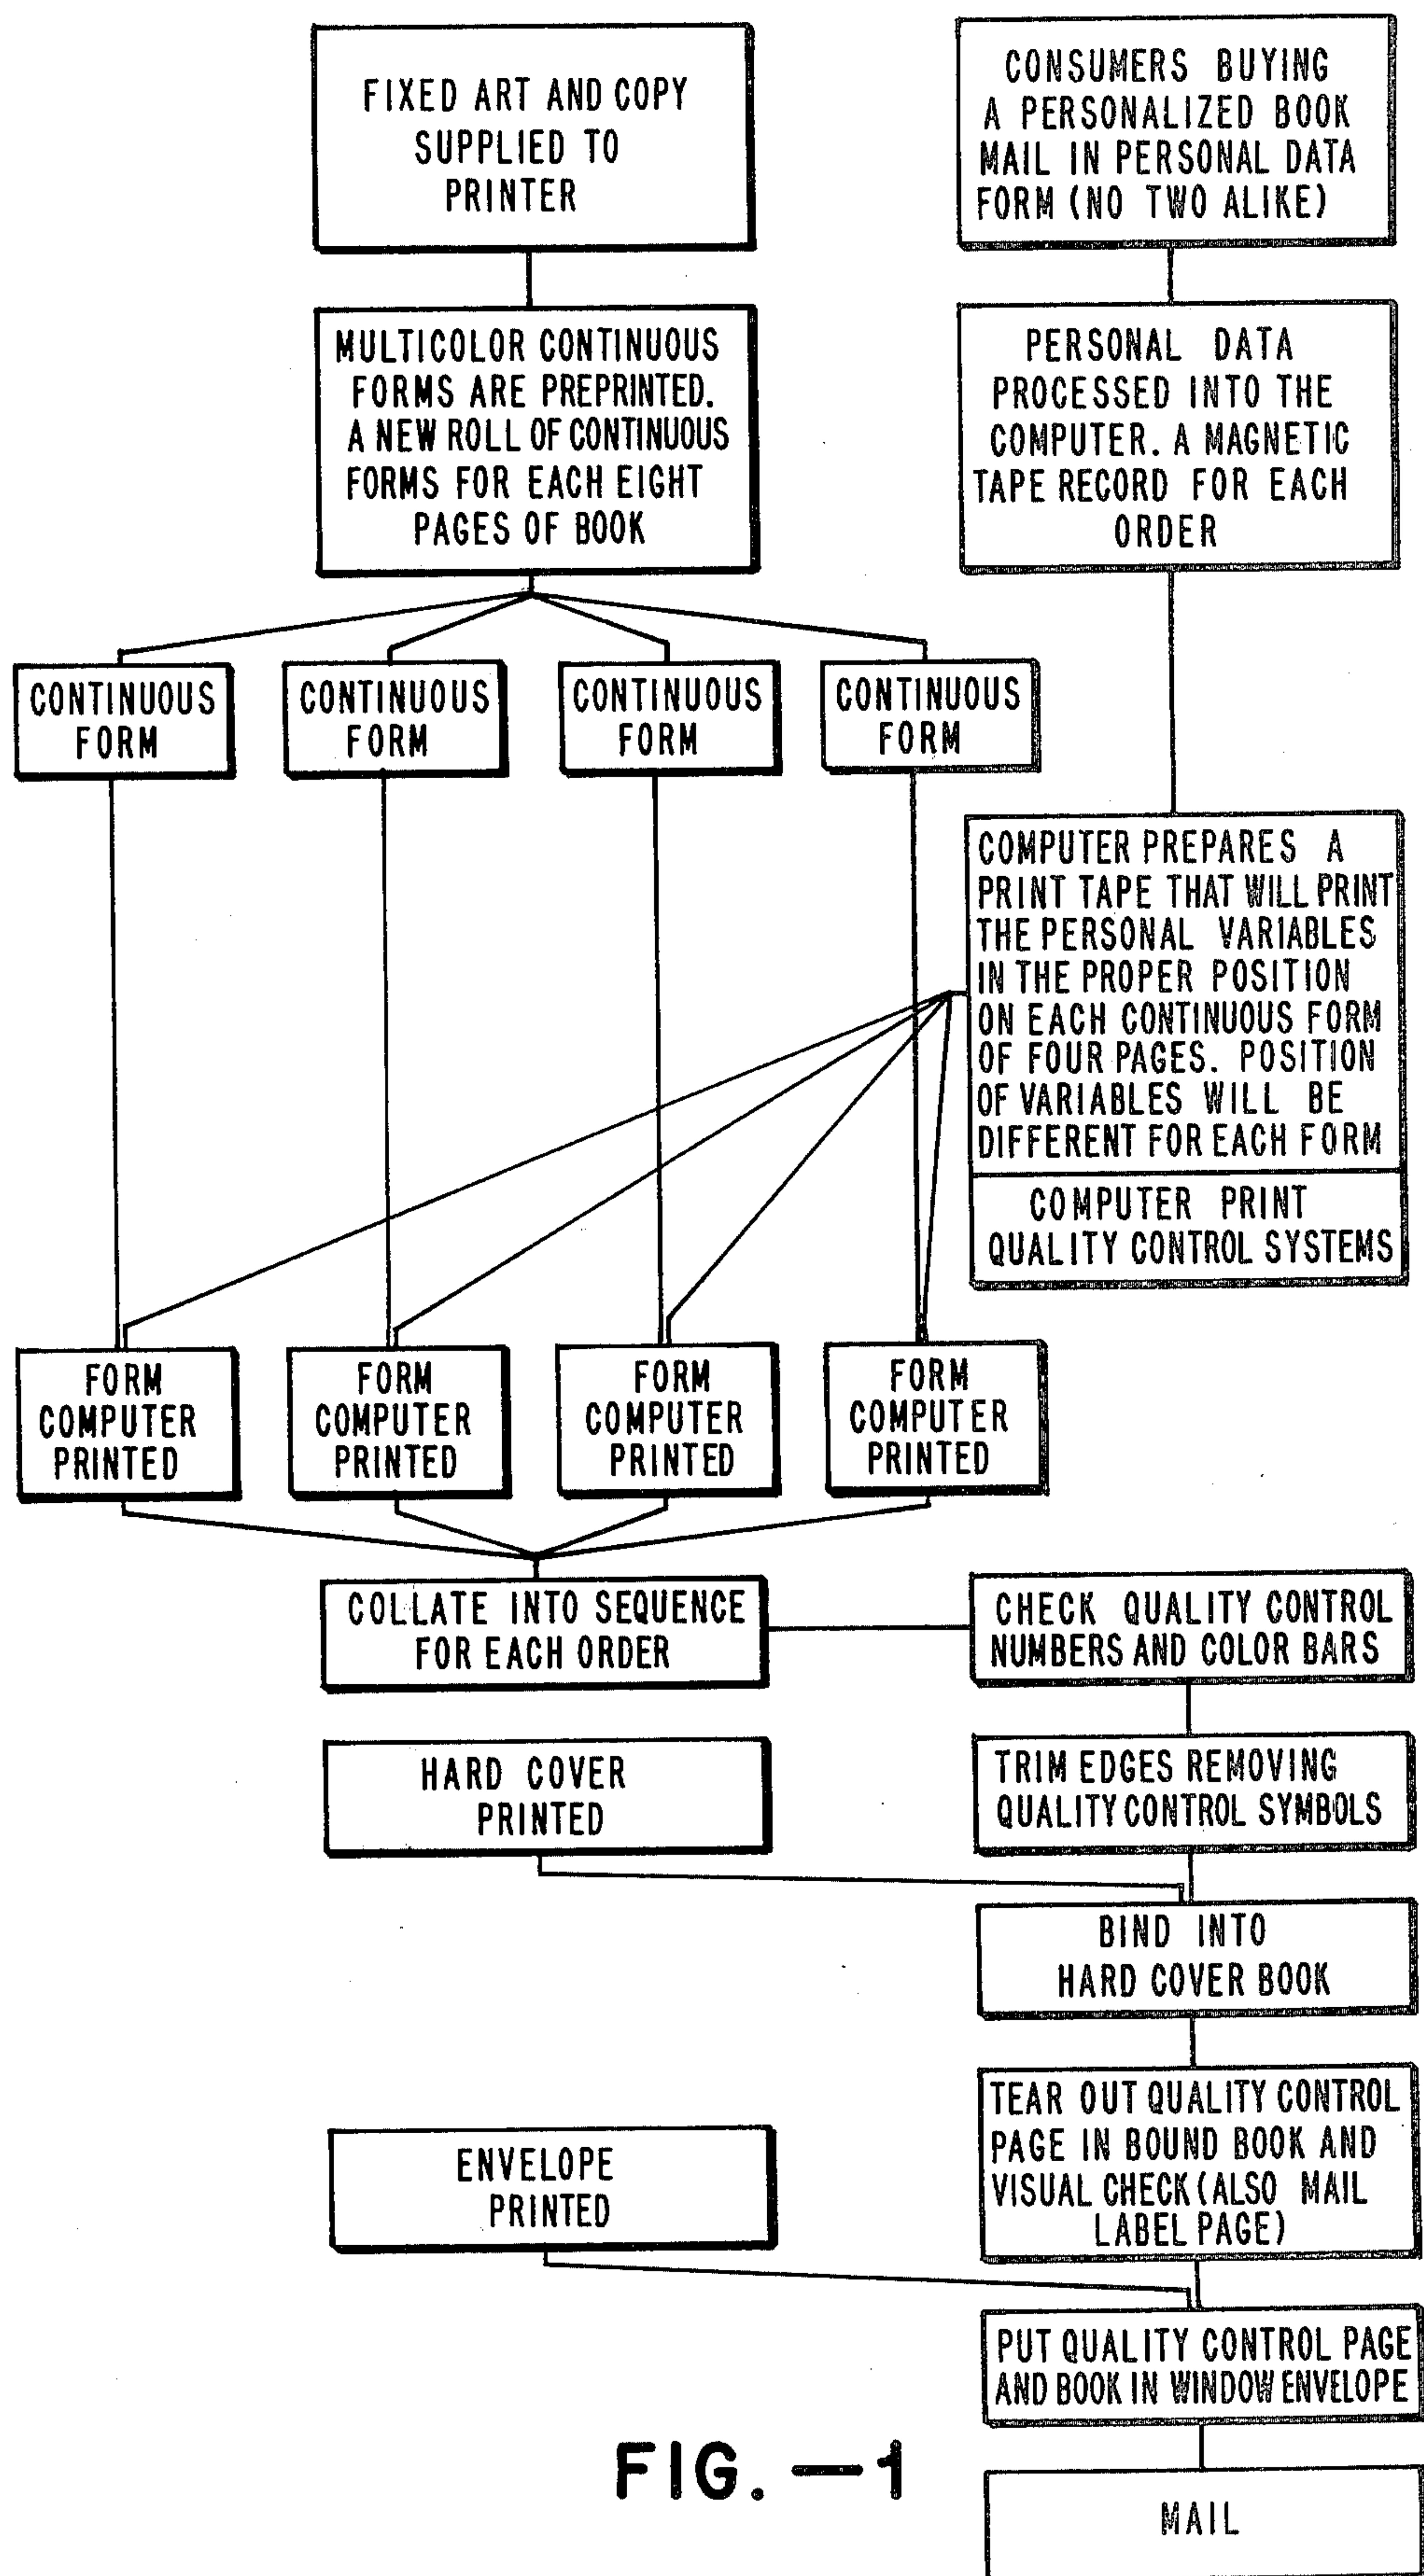 FIXED ART AND COPY
SUPPLIED TO
PRINTER
CONSUMERS BUYING
A PERSONALIZED BOOK
MAIL IN PERSONAL DATA
FORM (NO TWO ALIKE)
MULTICOLOR CONTINUOUS
FORMS ARE PREPRINTED.
A NEW ROLL OF CONTINUOUS
FORMS FOR EACH EIGHT
PAGES OF BOOK
PERSONAL DATA
PROCESSED INTO THE
COMPUTER. A MAGNETIC
TAPE RECORD FOR EACH
ORDER
CONTINUOUS
FORM
CONTINUOUS
FORM
CONTINUOUS
FORM
CONTINUOUS
FORM
COMPUTER PREPARES A
PRINT TAPE THAT WILL PRINT
THE PERSONAL VARIABLES
IN THE PROPER POSITION
ON EACH CONTINUOUS FORM
OF FOUR PAGES. POSITION
OF VARIABLES WILL BE
DIFFERENT FOR EACH FORM
COMPUTER PRINT
QUALITY CONTROL SYSTEMS
FORM
COMPUTER
PRINTED
FORM
COMPUTER
PRINTED
FORM
COMPUTER
PRINTED
FORM
COMPUTER
PRINTED
COLLATE INTO SEQUENCE
FOR EACH ORDER
CHECK QUALITY CONTROL
NUMBERS AND COLOR BARS
HARD COVER
PRINTED
TRIM EDGES REMOVING
QUALITY CONTROL SYMBOLS
BIND INTO
HARD COVER BOOK
ENVELOPE
PRINTED
TEAR OUT QUALITY CONTROL
PAGE IN BOUND BOOK AND
VISUAL CHECK (ALSO MAIL
LABEL PAGE)
PUT QUALITY CONTROL PAGE
AND BOOK IN WINDOW ENVELOPE
FIG.—1
MAIL